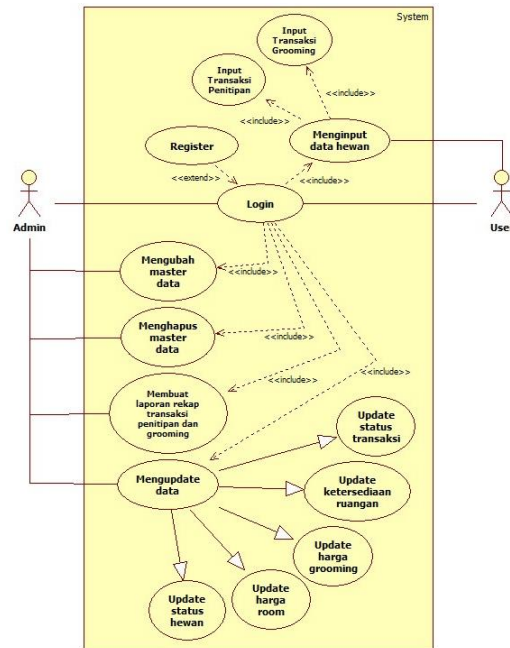 System
Input
Transaksi
Grooming
Input
Transaksi
Penitipan
<<include>>
<<include>>
Menginput
data hewan
Register
<<extend>>
<<include>>
Login
Admin
User
Mengubah
master
data
<<include>>
Menghapus
master
data
<<include>>
Membuat
laporan rekap
transaksi
penitipan dan
grooming
<<include>>
<<include>>
Update
status
transaksi
Mengupdate
data
Update
ketersediaan
ruangan
Update
harga
grooming
Update
status
hewan
Update
harga
room